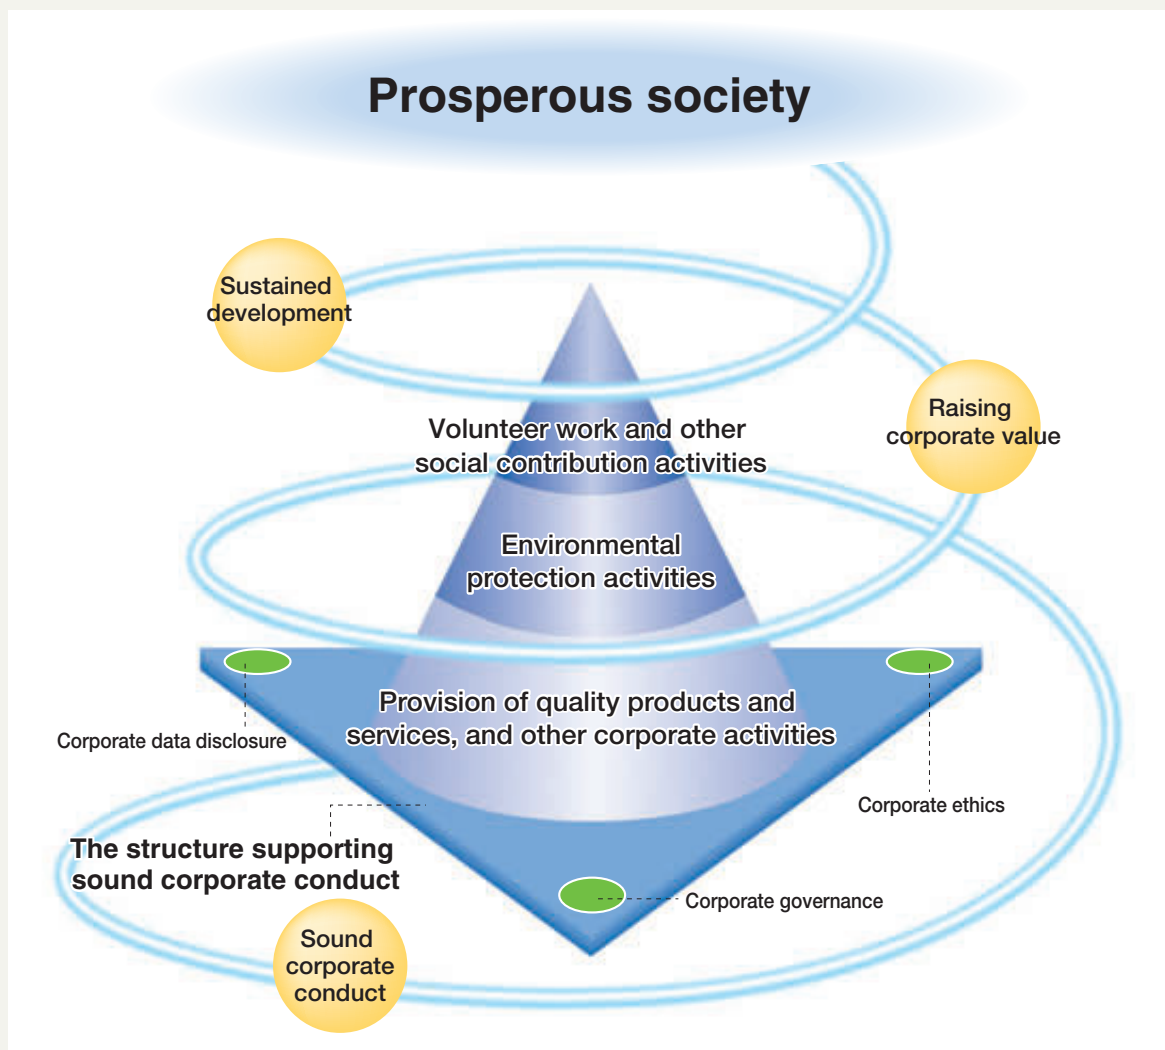 Prosperous society
Sustained
development
Raising
corporate value
Volunteer work and other
social contribution activities
Environmental
protection activities
Provision of quality products and
services, and other corporate activities
Corporate data disclosure
Corporate ethics
The structure supporting
sound corporate conduct
Corporate governance
Sound
corporate
conduct